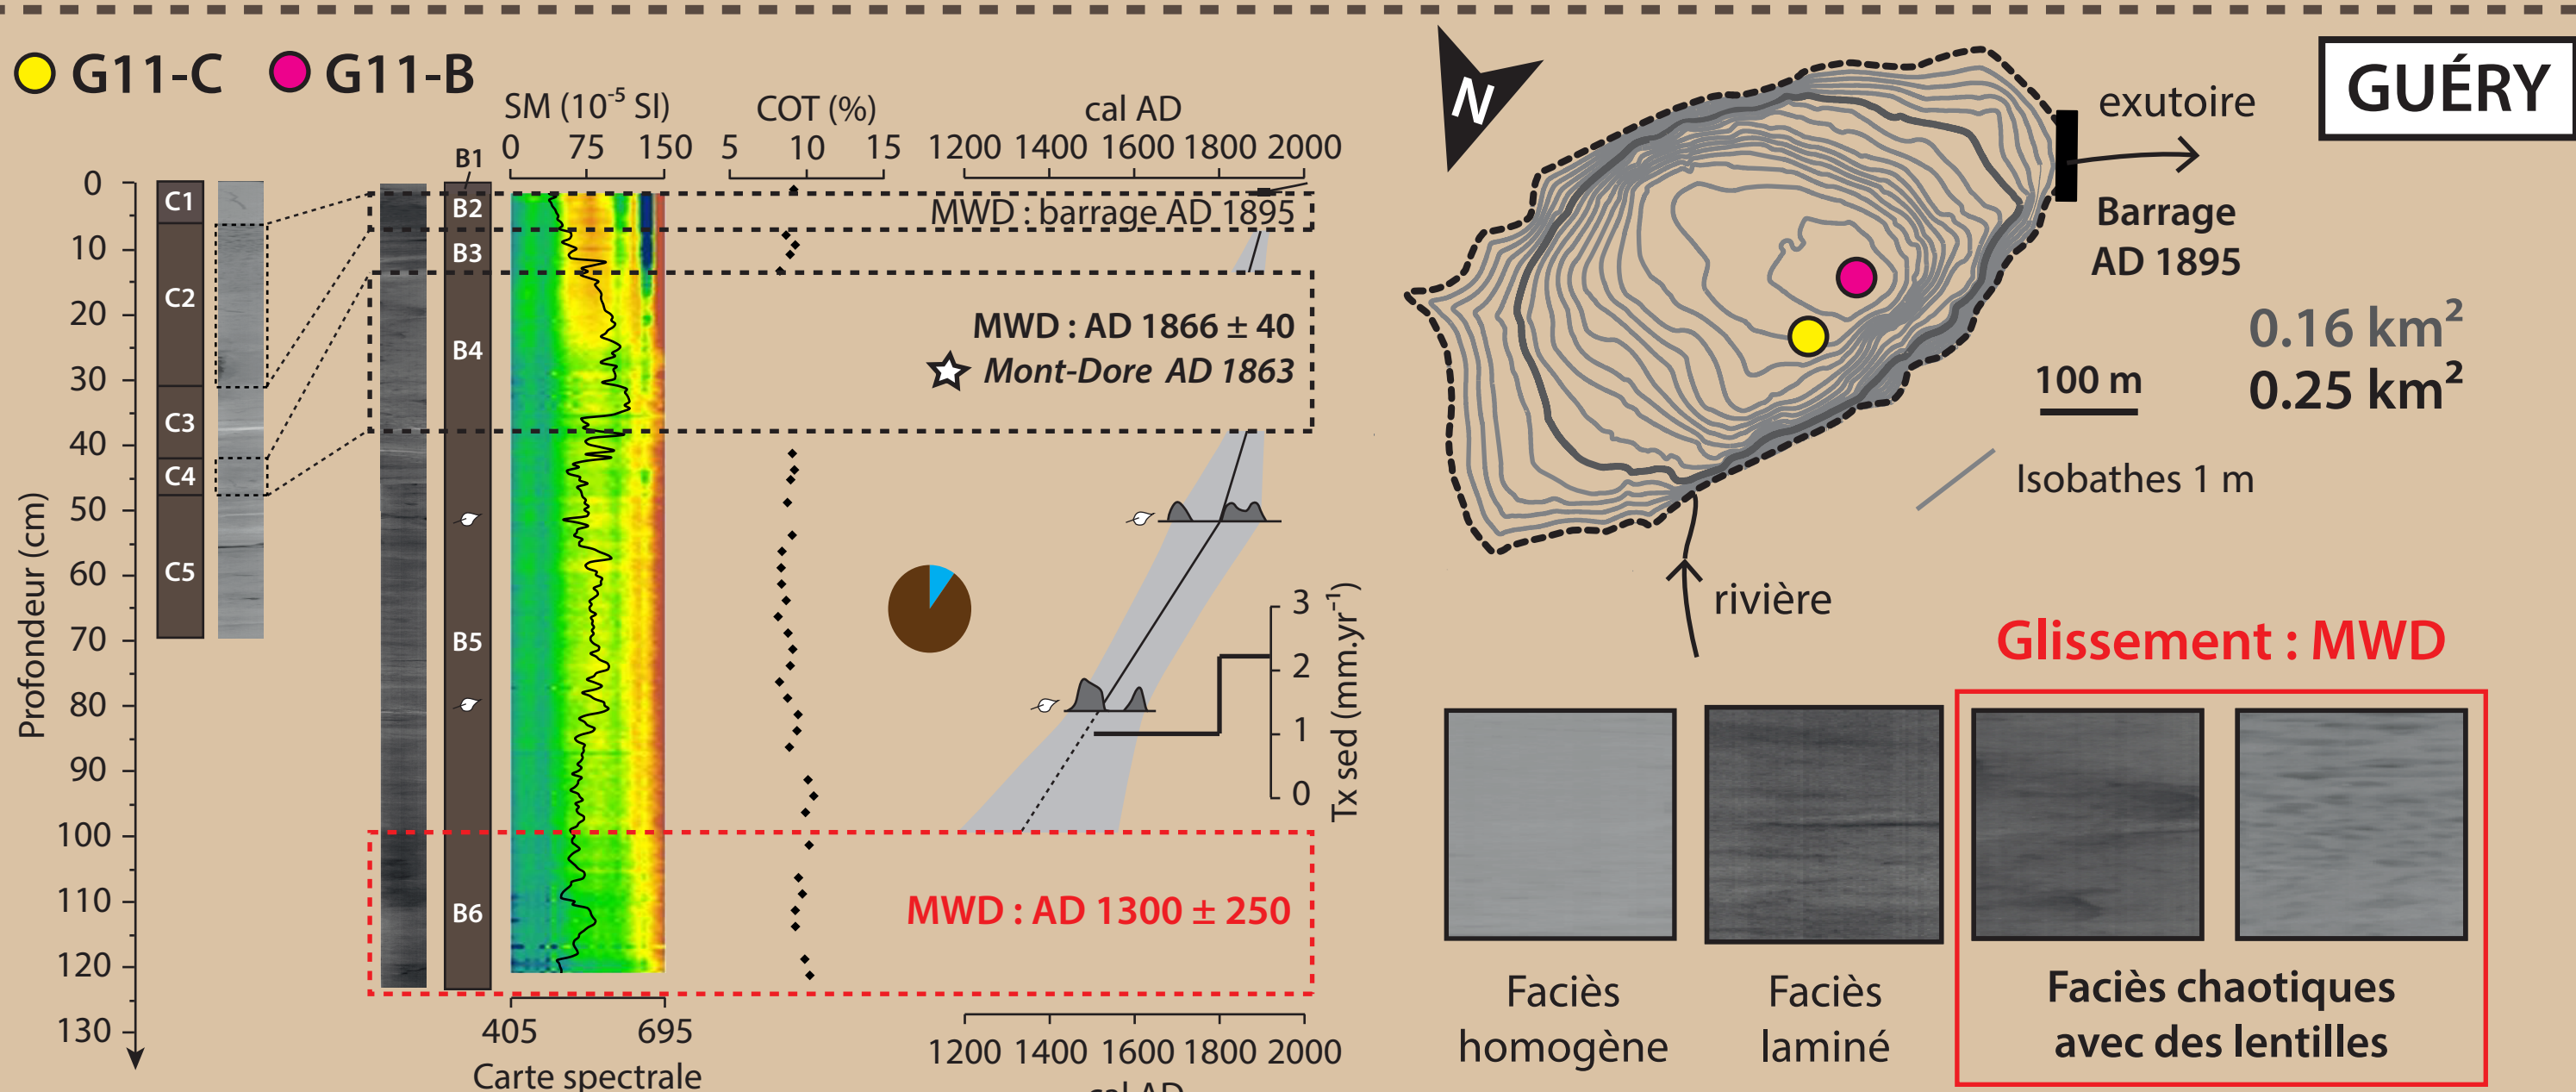 G11-C
G11-B
GUÉRY
SM (10⁻⁵ SI)
COT (%)
cal AD
0 75 150
5 10 15
1200 1400 1600 1800 2000
Profondeur (cm)
0
10
20
30
40
50
60
70
80
90
100
110
120
130
C1
C2
C3
C4
C5
B1
B2
B3
B4
B5
B6
MWD : barrage AD 1895
MWD : AD 1866 ± 40
Mont-Dore AD 1863
3
2
1
0
Tx sed (mm.yr⁻¹)
MWD : AD 1300 ± 250
405 695
Carte spectrale
1200 1400 1600 1800 2000
cal AD
N
exutoire
Barrage
AD 1895
0.16 km²
0.25 km²
100 m
Isobathes 1 m
rivière
Glissement : MWD
Faciès
homogène
Faciès
laminé
Faciès chaotiques
avec des lentilles